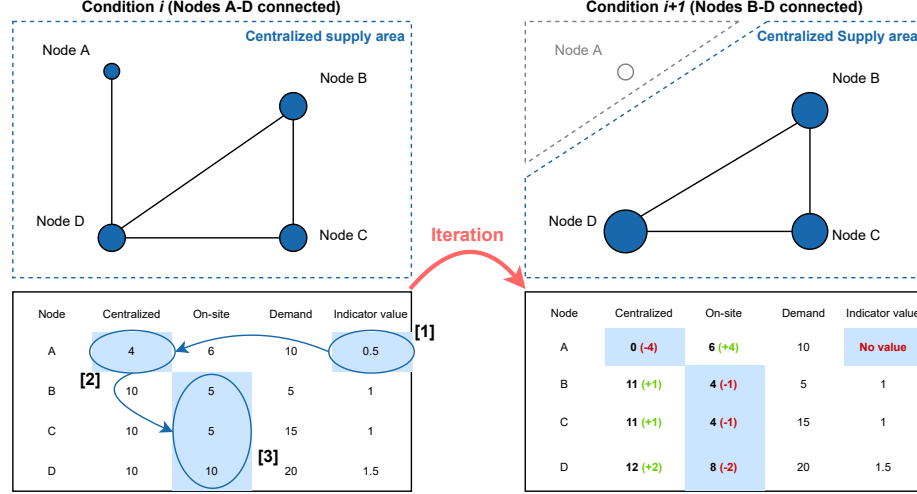 Condition i (Nodes A-D connected)
Centralized supply area
Node A
Node B
Node D
Node C
Iteration
Condition i+1 (Nodes B-D connected)
Centralized Supply area
Node A
Node B
Node D
Node C
Node Centralized On-site Demand Indicator value
A 4 6 10 0.5
B 10 5 5 1
C 10 5 15 1
D 10 10 20 1.5
[1]
[2]
[3]
Node Centralized On-site Demand Indicator value
A 0 (-4) 6 (+4) 10 No value
B 11 (+1) 4 (-1) 5 1
C 11 (+1) 4 (-1) 15 1
D 12 (+2) 8 (-2) 20 1.5